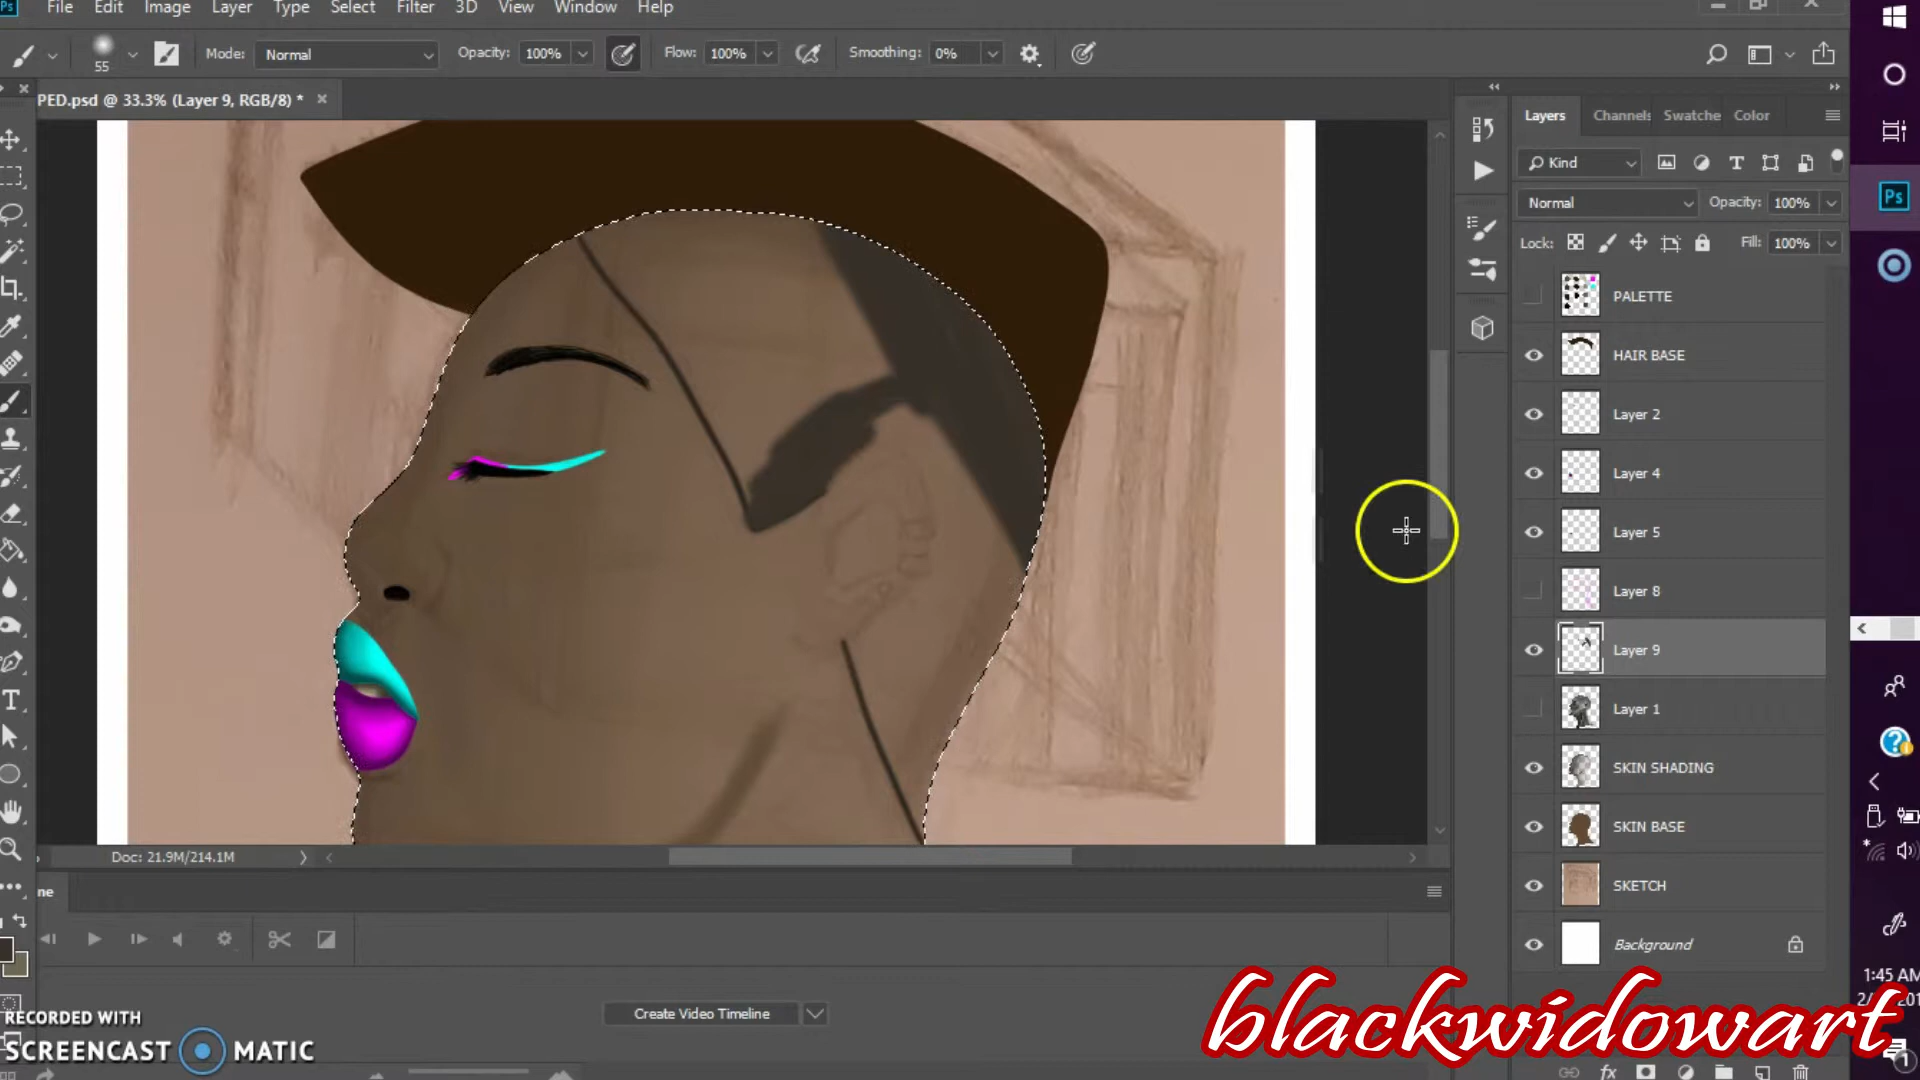 Ps File Edit Image Layer Type Select Filter 3D View Window Help
55 Mode: Normal Opacity: 100% Flow: 100% Smoothing: 0%
PED.psd @ 33.3% (Layer 9, RGB/8) *
Layers Channels Swatche Color
Kind
Normal Opacity: 100%
Lock: Fill: 100%
PALETTE
HAIR BASE
Layer 2
Layer 4
Layer 5
Layer 8
Layer 9
Layer 1
SKIN SHADING
SKIN BASE
SKETCH
Background
Ps
Doc: 21.9M/214.1M
ne
Create Video Timeline
1:45 AM
RECORDED WITH
SCREENCAST MATIC
blackwidowart